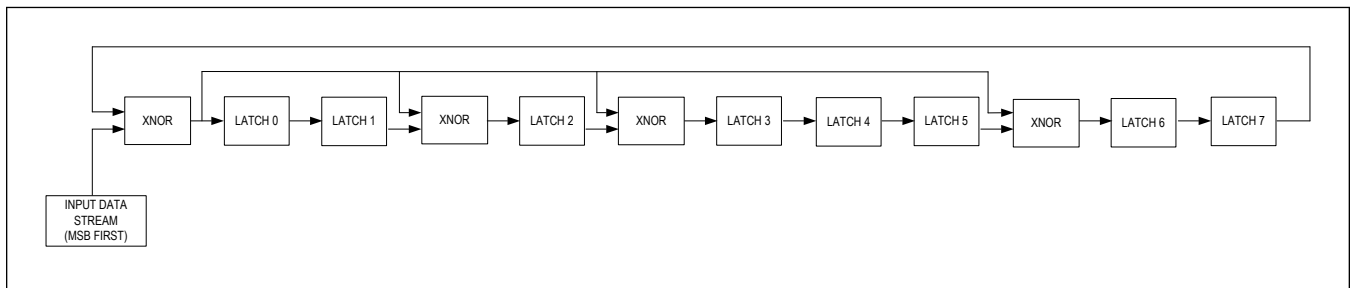 XNOR
LATCH 0
LATCH 1
XNOR
LATCH 2
XNOR
LATCH 3
LATCH 4
LATCH 5
XNOR
LATCH 6
LATCH 7
INPUT DATA
STREAM
(MSB FIRST)